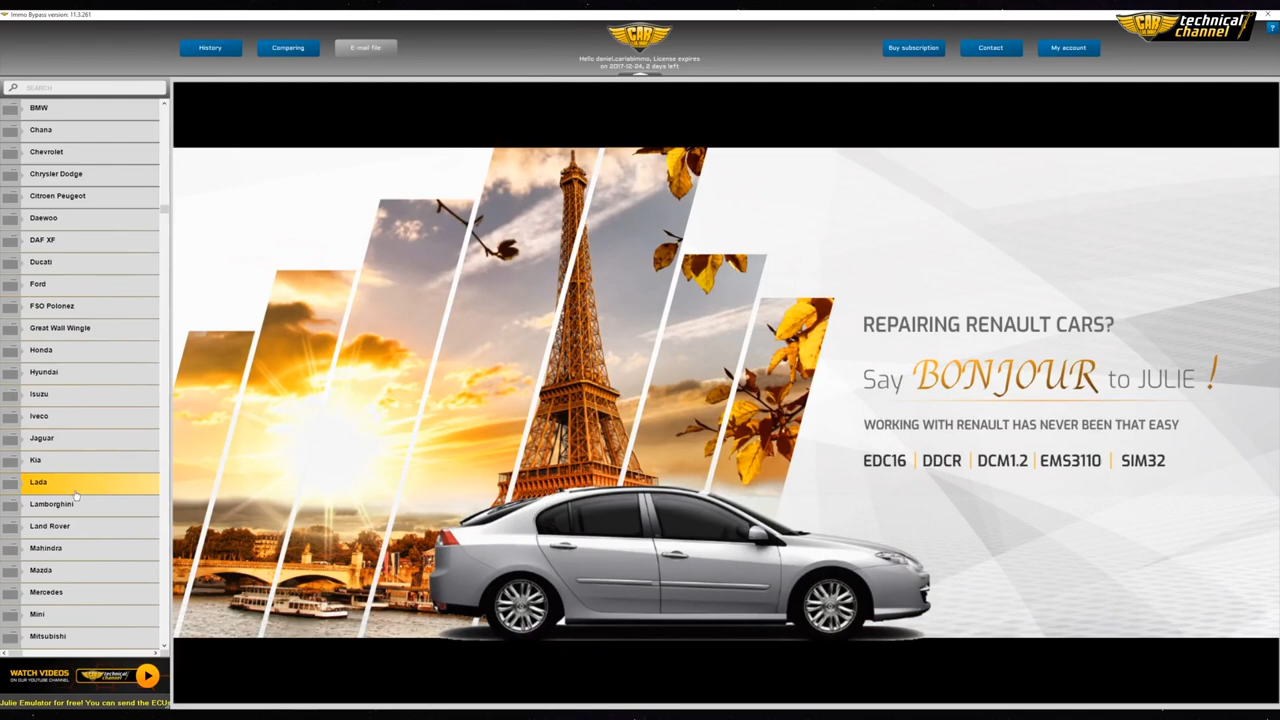 Immo Bypass version: 11.3.261
History
Comparing
E-mail file
CAR
Hello daniel.carlabimmo, License expires
on 2017-12-24, 2 days left
Buy subscription
Contact
My account
CAR technical
channel
?
SEARCH
BMW
Chana
Chevrolet
Chrysler Dodge
Citroen Peugeot
Daewoo
DAF XF
Ducati
Ford
FSO Polonez
Great Wall Wingle
Honda
Hyundai
Isuzu
Iveco
Jaguar
Kia
Lada
Lamborghini
Land Rover
Mahindra
Mazda
Mercedes
Mini
Mitsubishi
REPAIRING RENAULT CARS?
Say BONJOUR to JULIE !
WORKING WITH RENAULT HAS NEVER BEEN THAT EASY
EDC16 | DDCR | DCM1.2 | EMS3110 | SIM32
WATCH VIDEOS
ON OUR YOUTUBE CHANNEL
technical
channel
Julie Emulator for free! You can send the ECU